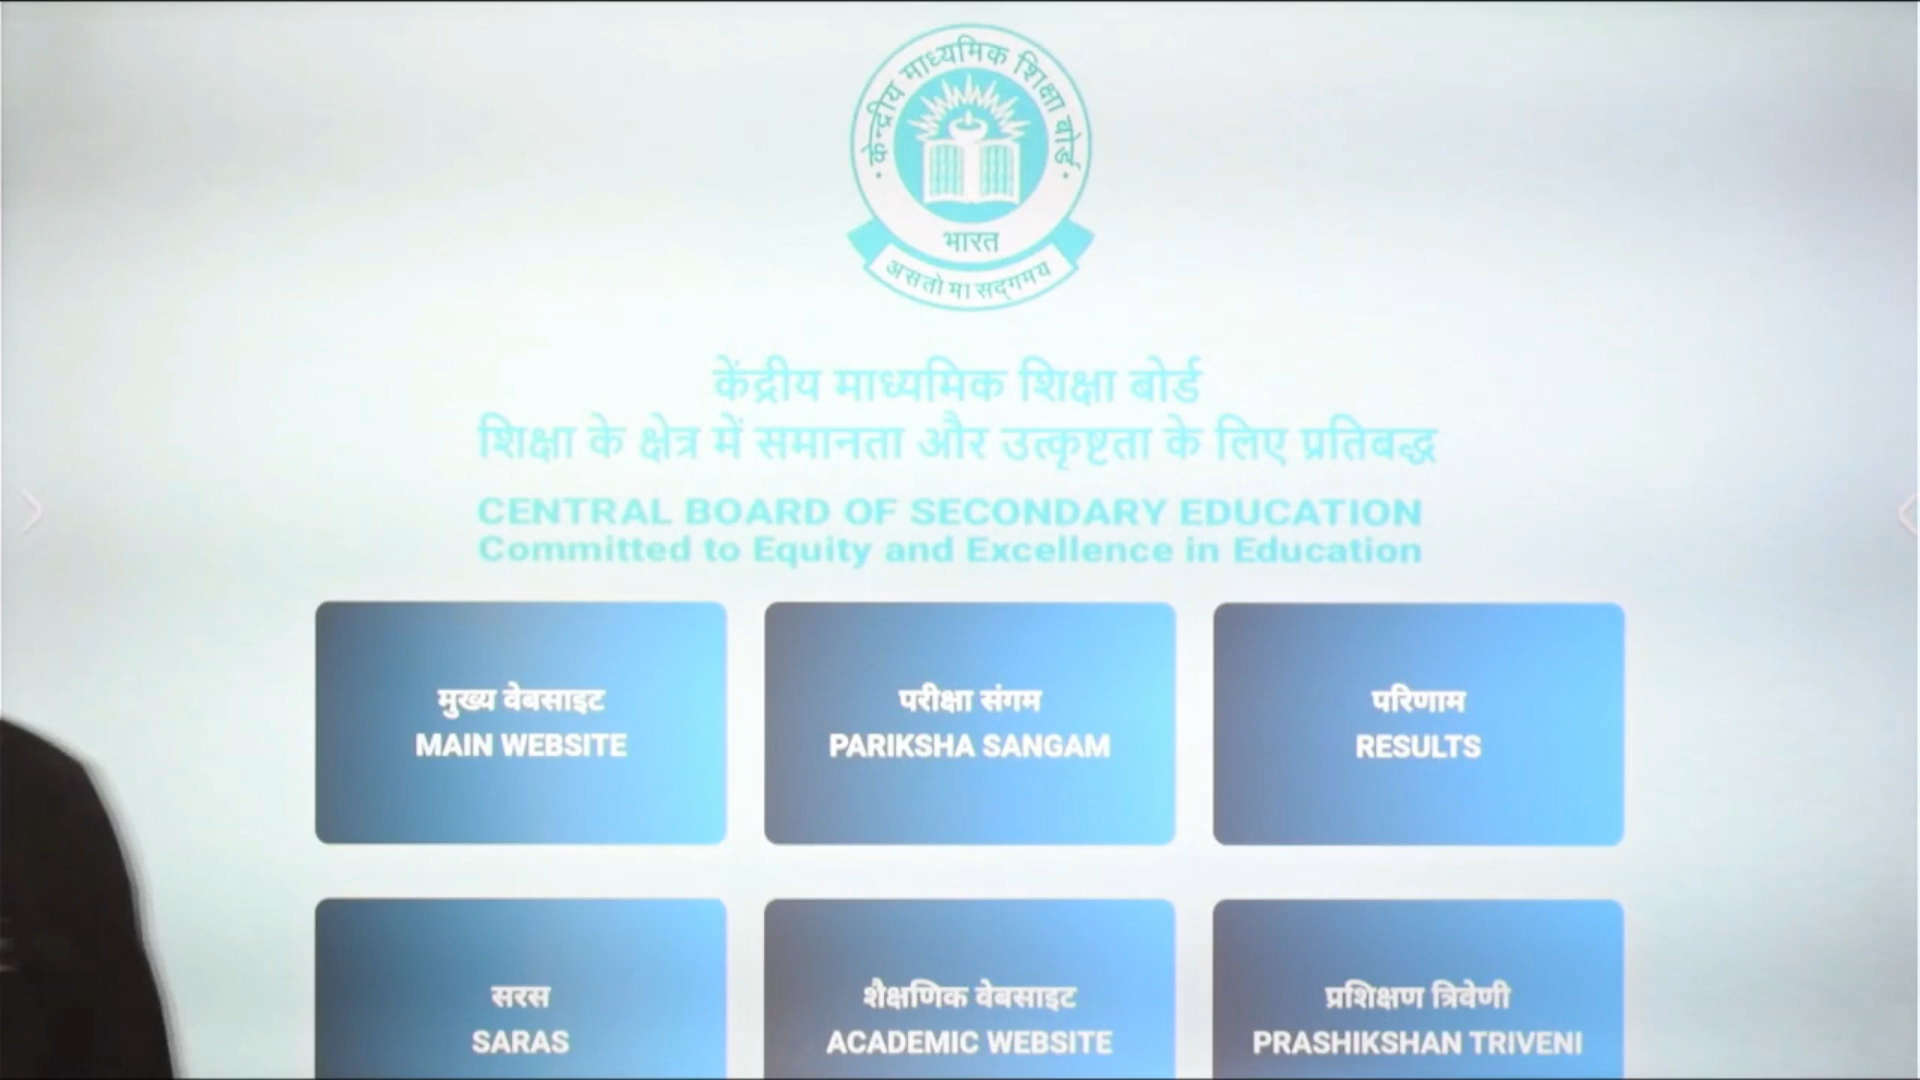 केन्द्रीय माध्यमिक शिक्षा बोर्ड
भारत
असतो मा सद्गमय
केंद्रीय माध्यमिक शिक्षा बोर्ड
शिक्षा के क्षेत्र में समानता और उत्कृष्टता के लिए प्रतिबद्ध
CENTRAL BOARD OF SECONDARY EDUCATION
Committed to Equity and Excellence in Education
मुख्य वेबसाइट
MAIN WEBSITE
परीक्षा संगम
PARIKSHA SANGAM
परिणाम
RESULTS
सरस
SARAS
शैक्षणिक वेबसाइट
ACADEMIC WEBSITE
प्रशिक्षण त्रिवेणी
PRASHIKSHAN TRIVENI